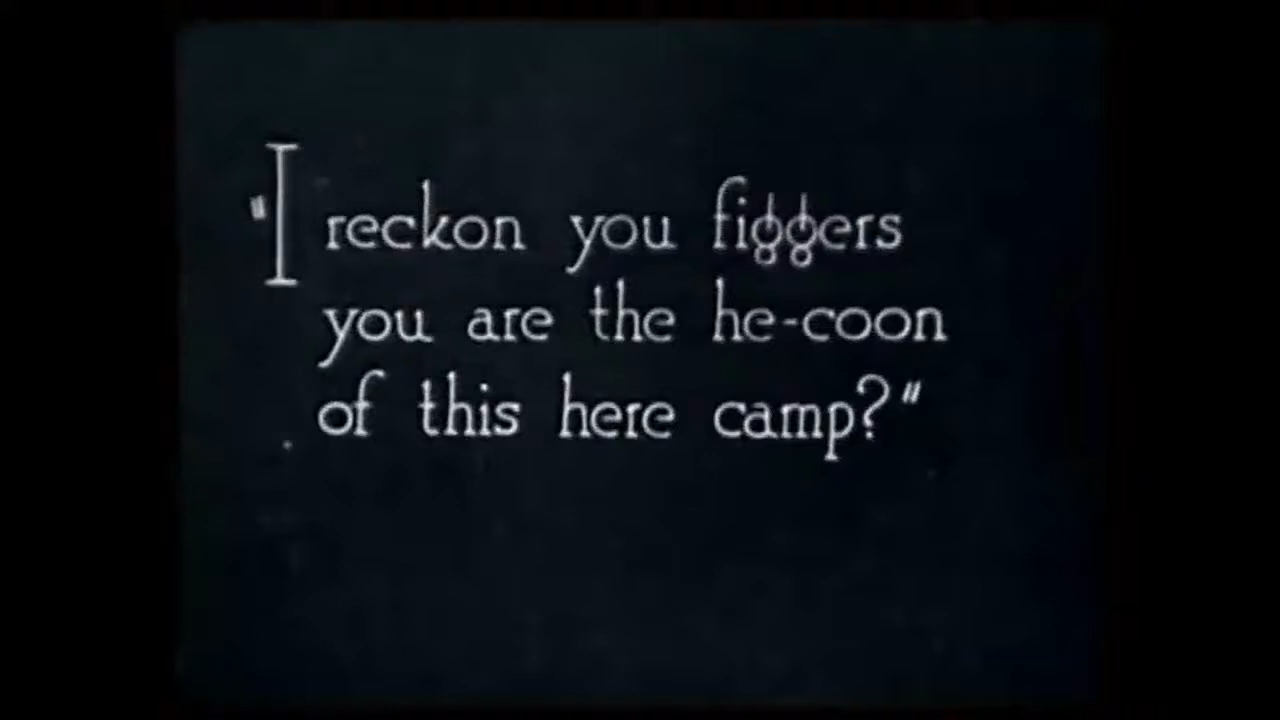 "I reckon you figgers
you are the he-coon
of this here camp?"